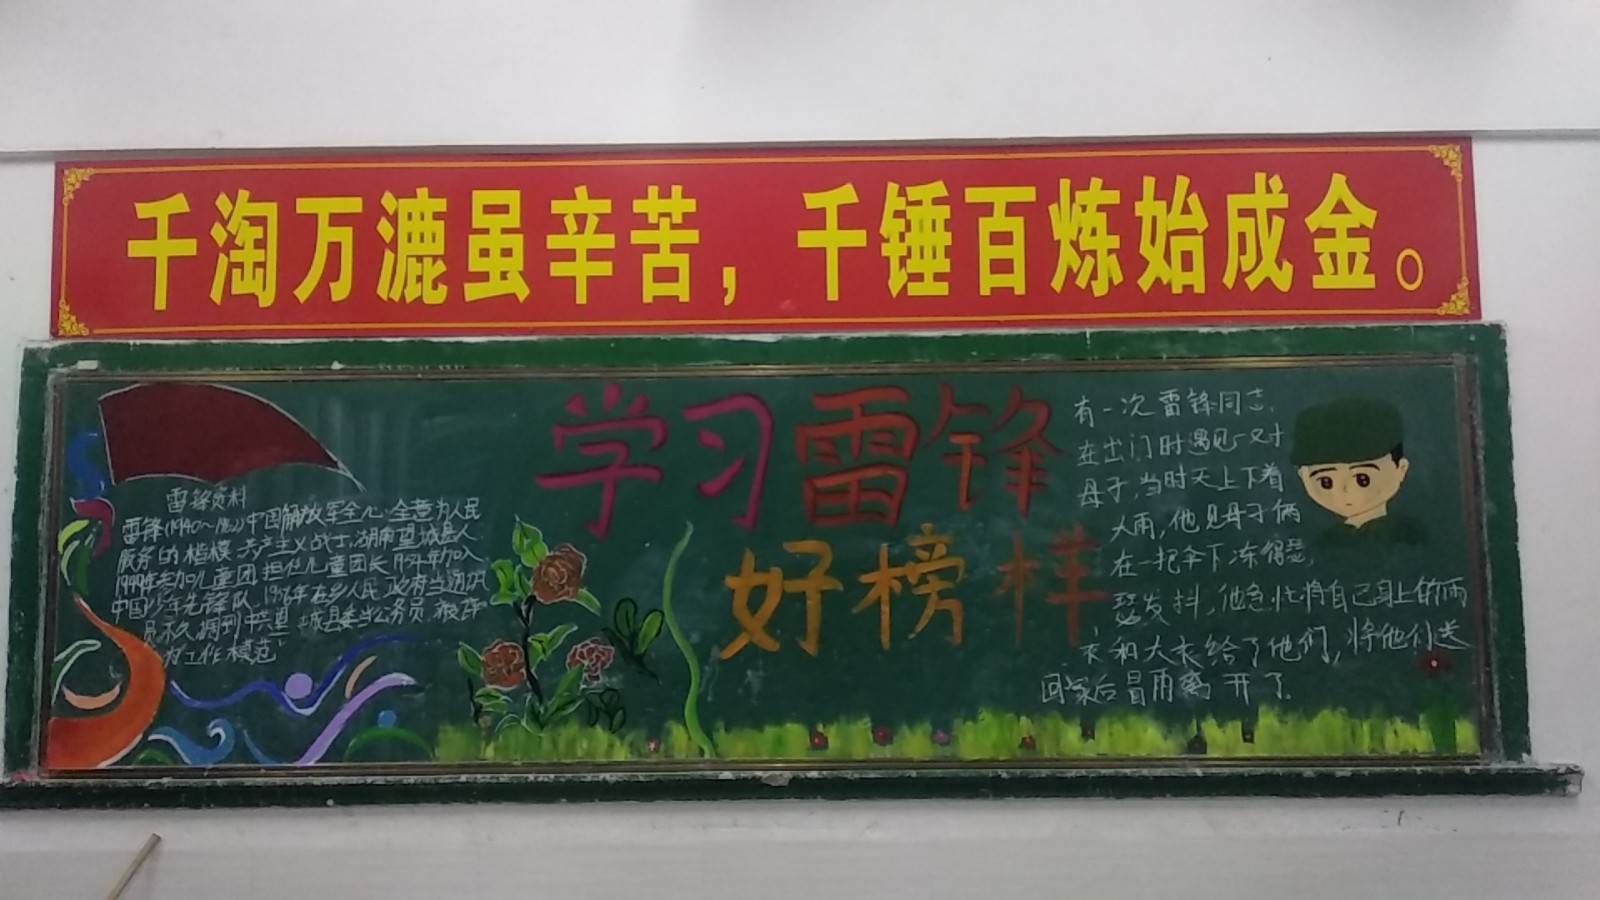 千淘万漉虽辛苦，千锤百炼始成金。
学习雷锋
好榜样
雷锋资料
雷锋(1940～1962)中国解放军全心全意为人民
服务的楷模,共产主义战士,湖南望城县人
1949年参加儿童团,担任儿童团长,1954年加入
中国少年先锋队,1956年在乡人民政府当通讯
员,不久,调到中共望城县委当公务员,被评
为“工作模范”
有一次雷锋同志,
在出门时遇见一对
母子,当时天上下着
大雨,他见母子俩
在一把伞下冻得瑟
瑟发抖,他急忙将自己身上的雨
衣和大衣给了他们,将他们送
回家后冒雨离开了